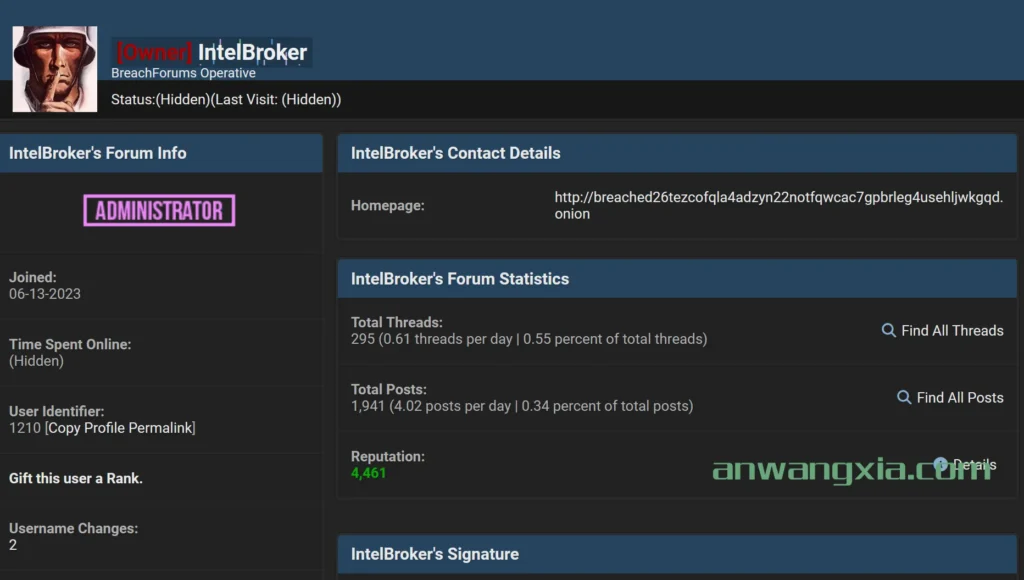 [Owner] IntelBroker
BreachForums Operative
Status:(Hidden)(Last Visit: (Hidden))
IntelBroker's Forum Info
ADMINISTRATOR
Joined:
06-13-2023
Time Spent Online:
(Hidden)
User Identifier:
1210 [Copy Profile Permalink]
Gift this user a Rank.
Username Changes:
2
IntelBroker's Contact Details
Homepage:
http://breached26tezcofqla4adzyn22notfqwcac7gpbrleg4usehljwkgqd.
onion
IntelBroker's Forum Statistics
Total Threads:
295 (0.61 threads per day | 0.55 percent of total threads)
Find All Threads
Total Posts:
1,941 (4.02 posts per day | 0.34 percent of total posts)
Find All Posts
Reputation:
4,461
Details
anwangxia.com
IntelBroker's Signature